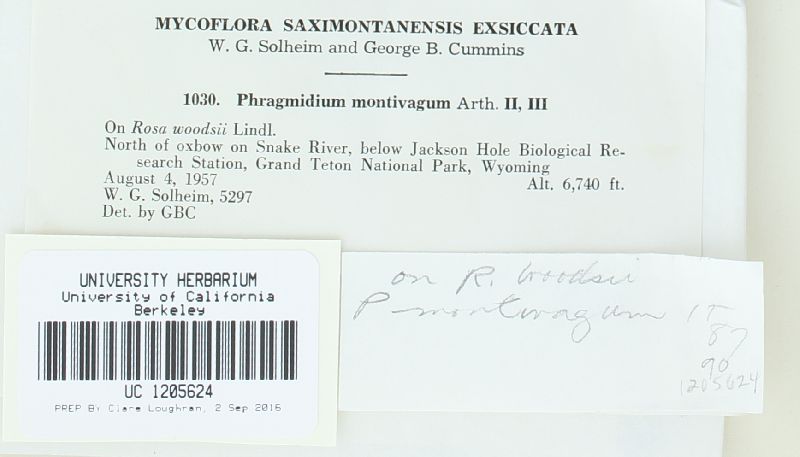 MYCOFLORA SAXIMONTANENSIS EXSICCATA
W. G. Solheim and George B. Cummins
1030. Phragmidium montivagum Arth. II, III
On Rosa woodsii Lindl.
North of oxbow on Snake River, below Jackson Hole Biological Re-
search Station, Grand Teton National Park, Wyoming
August 4, 1957 Alt. 6,740 ft.
W. G. Solheim, 5297
Det. by GBC
UNIVERSITY HERBARIUM
University of California
Berkeley
UC 1205624
PREP BY Clare Loughran, 2 Sep 2016
on R. woodsii
P montivagum
87
90
1205624